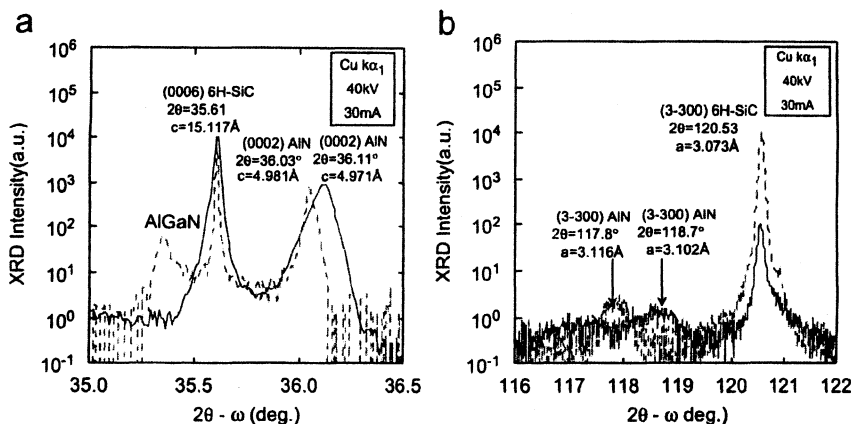 a
10⁶
10⁵
10⁴
10³
10²
10¹
10⁰
10⁻¹
XRD Intensity(a.u.)
Cu kα₁
40kV
30mA
(0006) 6H-SiC
2θ=35.61
c=15.117Å
(0002) AlN
2θ=36.03°
c=4.981Å
(0002) AlN
2θ=36.11°
c=4.971Å
AlGaN
35.0
35.5
36.0
36.5
2θ - ω (deg.)
b
10⁶
10⁵
10⁴
10³
10²
10¹
10⁰
10⁻¹
XRD Intensity(a.u.)
Cu kα₁
40kV
30mA
(3-300) 6H-SiC
2θ=120.53
a=3.073Å
(3-300) AlN
2θ=117.8°
a=3.116Å
(3-300) AlN
2θ=118.7°
a=3.102Å
116
117
118
119
120
121
122
2θ - ω (deg.)